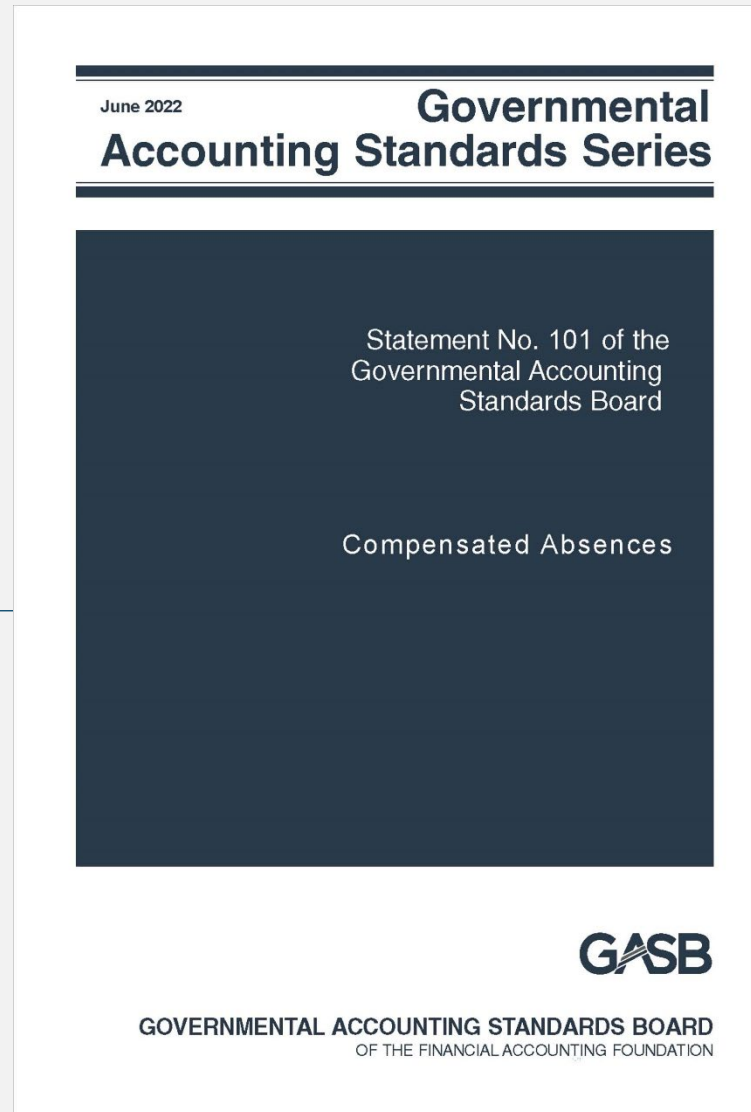 June 2022
Governmental
Accounting Standards Series
Statement No. 101 of the
Governmental Accounting
Standards Board
Compensated Absences
GASB
GOVERNMENTAL ACCOUNTING STANDARDS BOARD
OF THE FINANCIAL ACCOUNTING FOUNDATION